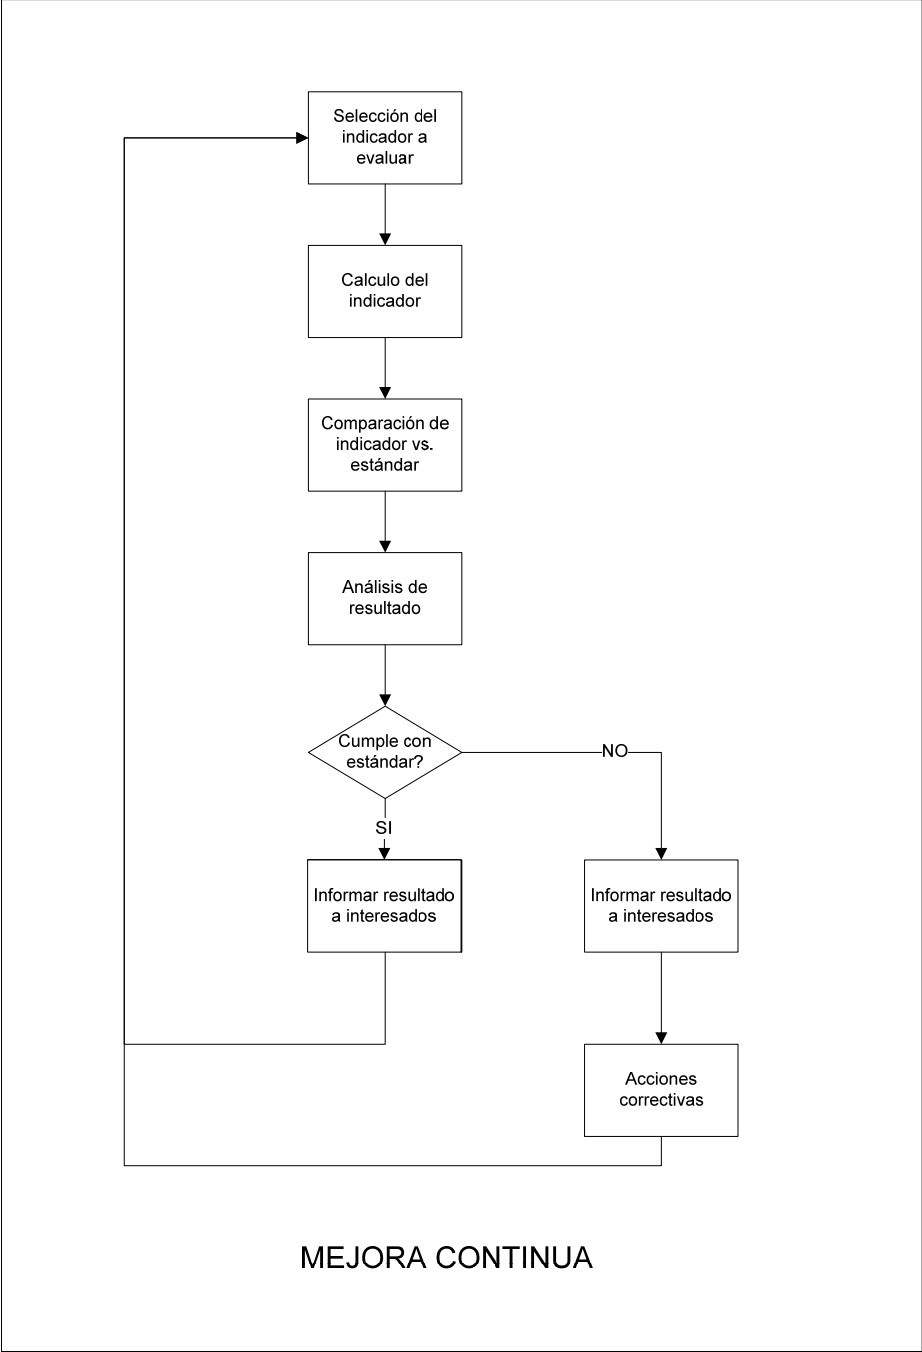 Selección del
indicador a
evaluar
Calculo del
indicador
Comparación de
indicador vs.
estándar
Análisis de
resultado
Cumple con
estándar?
NO
SI
Informar resultado
a interesados
Informar resultado
a interesados
Acciones
correctivas
MEJORA CONTINUA